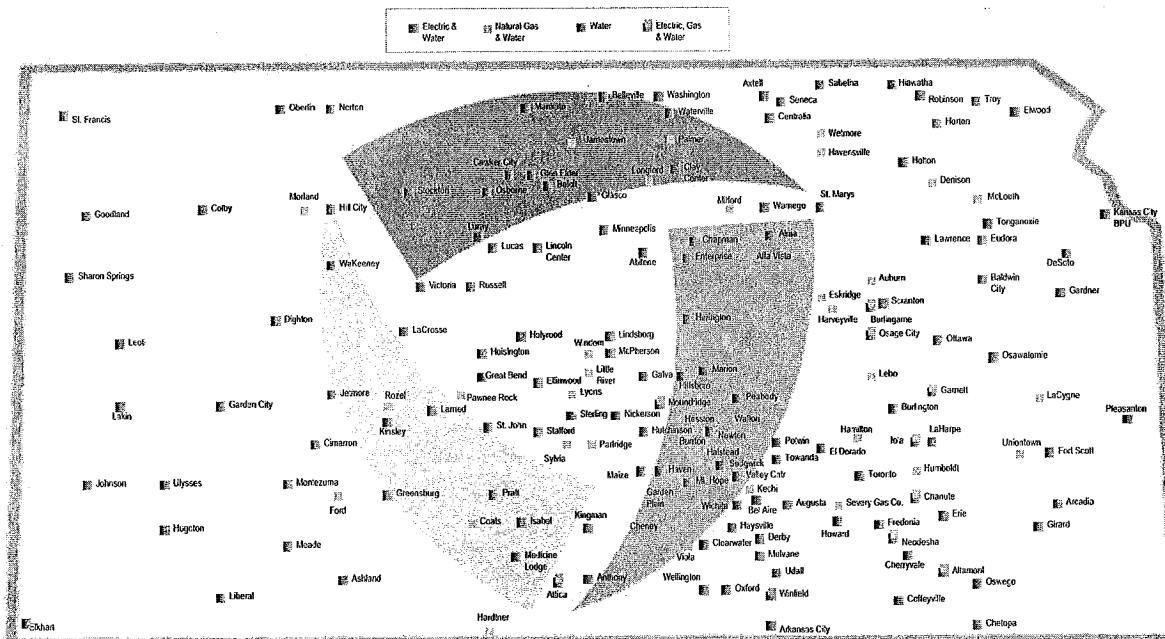 Electric &
Water
Natural Gas
& Water
Water
Electric, Gas
& Water
St. Francis
Oberlin
Norton
Mankato
Belleville
Washington
Waterville
Axtell
Seneca
Centralia
Sabetha
Hiawatha
Robinson
Troy
Elwood
Horton
Wetmore
Havensville
Jamestown
Palmer
Holton
Denison
McLouth
Cawker City
Glen Elder
Beloit
Longford
Clay
Center
Stockton
Osborne
Glasco
Milford
Wamego
St. Marys
Goodland
Colby
Morland
Hill City
Tonganoxie
Kansas City
BPU
Luray
Lucas
Lincoln
Center
Minneapolis
Abilene
Chapman
Alma
Enterprise
Alta Vista
Lawrence
Eudora
DeSoto
WaKeeney
Sharon Springs
Victoria
Russell
Auburn
Baldwin
City
Gardner
Eskridge
Scranton
Harveyville
Burlingame
Osage City
Ottawa
Dighton
LaCrosse
Herington
Holyrood
Lindsborg
Leoti
Hoisington
Windom
McPherson
Osawatomie
Great Bend
Ellinwood
Little
River
Galva
Marion
Hillsboro
Lebo
Jetmore
Rozel
Pawnee Rock
Lyons
Moundridge
Peabody
Garnett
LaCygne
Lakin
Garden City
Larned
Sterling
Nickerson
Hesston
Walton
Burlington
Pleasanton
Kinsley
St. John
Stafford
Hutchinson
Burrton
Newton
Halstead
Potwin
Hamilton
Iola
LaHarpe
Cimarron
Sylvia
Partridge
Towanda
El Dorado
Uniontown
Fort Scott
Maize
Haven
Sedgwick
Valley Cntr
Toronto
Humboldt
Johnson
Ulysses
Montezuma
Greensburg
Pratt
Mt. Hope
Kechi
Ford
Garden
Plain
Wichita
Bel Aire
Augusta
Severy Gas Co.
Chanute
Arcadia
Coats
Isabel
Kingman
Cheney
Haysville
Howard
Fredonia
Erie
Girard
Hugoton
Meade
Viola
Clearwater
Derby
Mulvane
Neodesha
Medicine
Lodge
Cherryvale
Altamont
Ashland
Attica
Anthony
Wellington
Oxford
Udall
Winfield
Oswego
Liberal
Coffeyville
Elkhart
Hardtner
Arkansas City
Chetopa